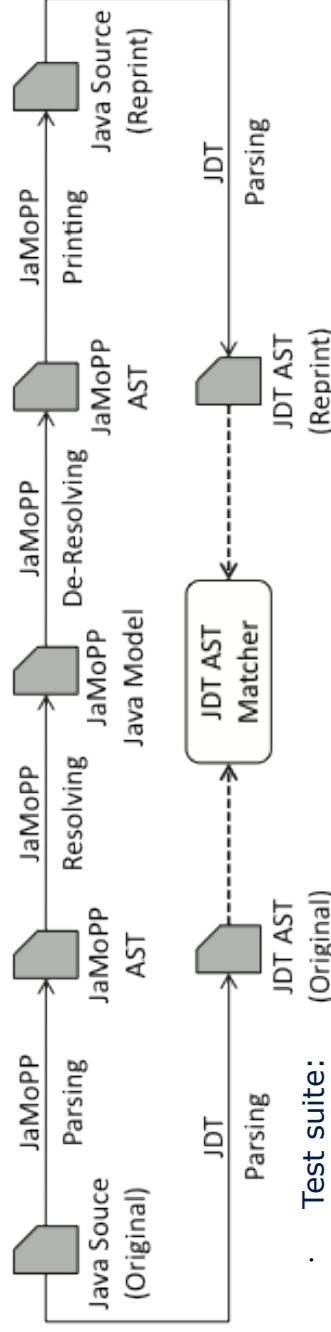 Java Souce
(Original)
JaMoPP
Parsing
JaMoPP
AST
JaMoPP
Resolving
JaMoPP
Java Model
JaMoPP
De-Resolving
JaMoPP
AST
JaMoPP
Printing
Java Source
(Reprint)
JDT
Parsing
JDT AST
(Original)
JDT AST
Matcher
JDT AST
(Reprint)
JDT
Parsing
· Test suite: